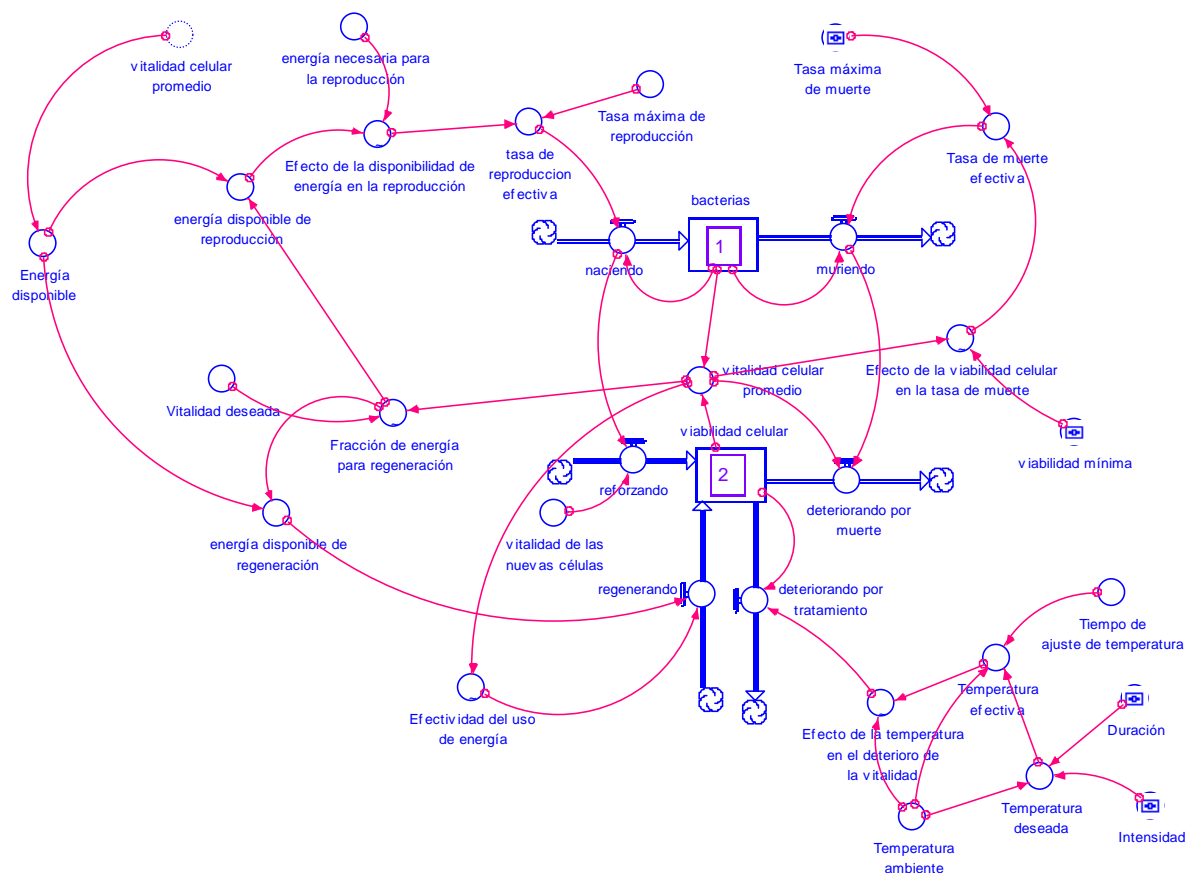 vitalidad celular
promedio
energía necesaria para
la reproducción
Tasa máxima
de muerte
Tasa máxima de
reproducción
Efecto de la disponibilidad de
energía en la reproducción
tasa de
reproduccion
efectiva
Tasa de muerte
efectiva
energía disponible de
reproducción
bacterias
1
naciendo
muriendo
Energía
disponible
Vitalidad deseada
vitalidad celular
promedio
Efecto de la viabilidad celular
en la tasa de muerte
Fracción de energía
para regeneración
viabilidad celular
2
viabilidad mínima
reforzando
deteriorando por
muerte
energía disponible de
regeneración
vitalidad de las
nuevas células
regenerando
deteriorando por
tratamiento
Tiempo de
ajuste de temperatura
Temperatura
efectiva
Efectividad del uso
de energía
Efecto de la temperatura
en el deterioro de
la vitalidad
Duración
Temperatura
deseada
Intensidad
Temperatura
ambiente